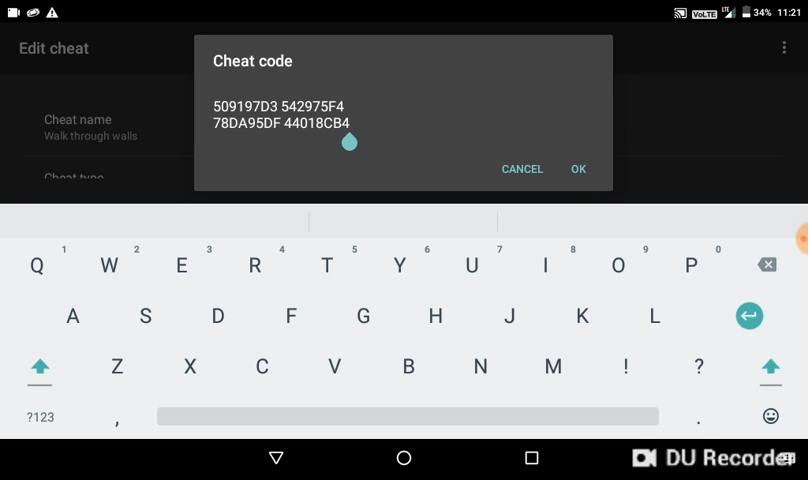 VoLTE LTE 34% 11:21
Edit cheat
Cheat code
509197D3 542975F4
78DA95DF 44018CB4
Cheat name
Walk through walls
Cheat type
CANCEL OK
1 2 3 4 5 6 7 8 9 0
Q W E R T Y U I O P
A S D F G H J K L
Z X C V B N M ! ?
?123 , .
DU Recorder